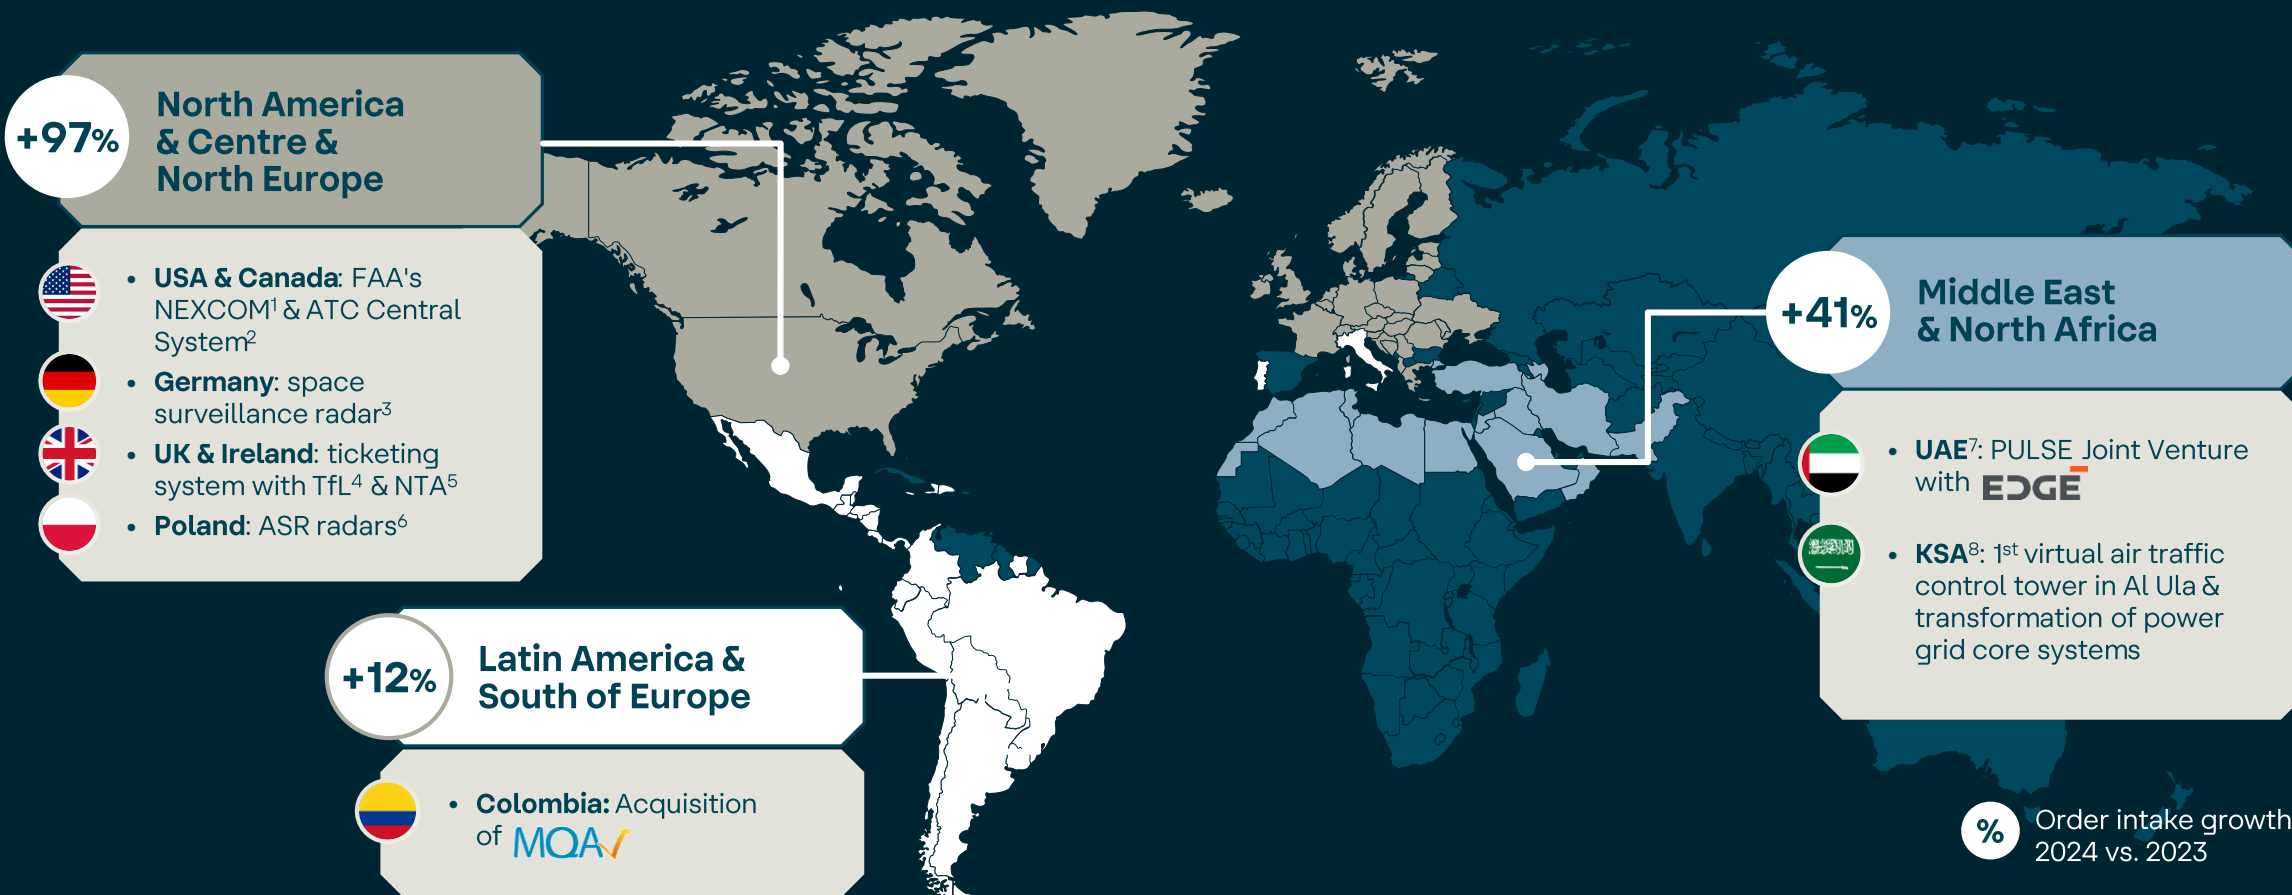 +97%
North America
& Centre &
North Europe
• USA & Canada: FAA's
NEXCOM¹ & ATC Central
System²
• Germany: space
surveillance radar³
• UK & Ireland: ticketing
system with TfL⁴ & NTA⁵
• Poland: ASR radars⁶
+12%
Latin America &
South of Europe
• Colombia: Acquisition
of MQA
+41%
Middle East
& North Africa
• UAE⁷: PULSE Joint Venture
with EDGE
• KSA⁸: 1st virtual air traffic
control tower in Al Ula &
transformation of power
grid core systems
% Order intake growth
2024 vs. 2023